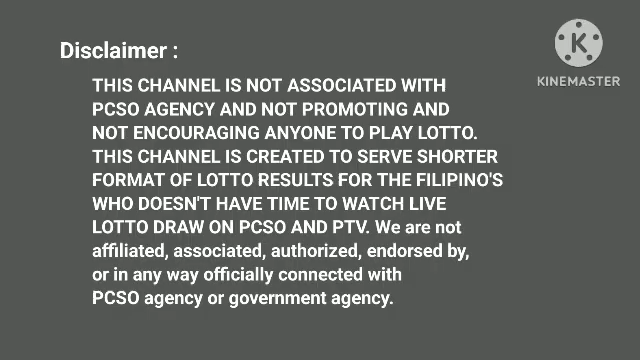 Disclaimer :
THIS CHANNEL IS NOT ASSOCIATED WITH
PCSO AGENCY AND NOT PROMOTING AND
NOT ENCOURAGING ANYONE TO PLAY LOTTO.
THIS CHANNEL IS CREATED TO SERVE SHORTER
FORMAT OF LOTTO RESULTS FOR THE FILIPINO'S
WHO DOESN'T HAVE TIME TO WATCH LIVE
LOTTO DRAW ON PCSO AND PTV. We are not
affiliated, associated, authorized, endorsed by,
or in any way officially connected with
PCSO agency or government agency.
K
KINEMASTER